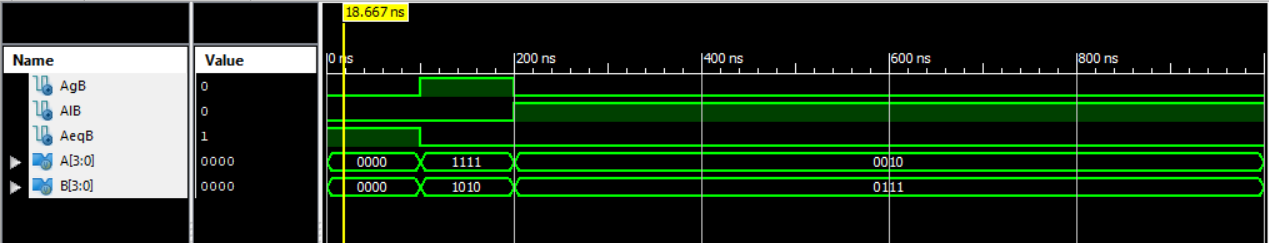 18.667 ns
Name Value 0 ns 200 ns 400 ns 600 ns 800 ns
AgB 0
AlB 0
AeqB 1
A[3:0] 0000 0000 1111 0010
B[3:0] 0000 0000 1010 0111